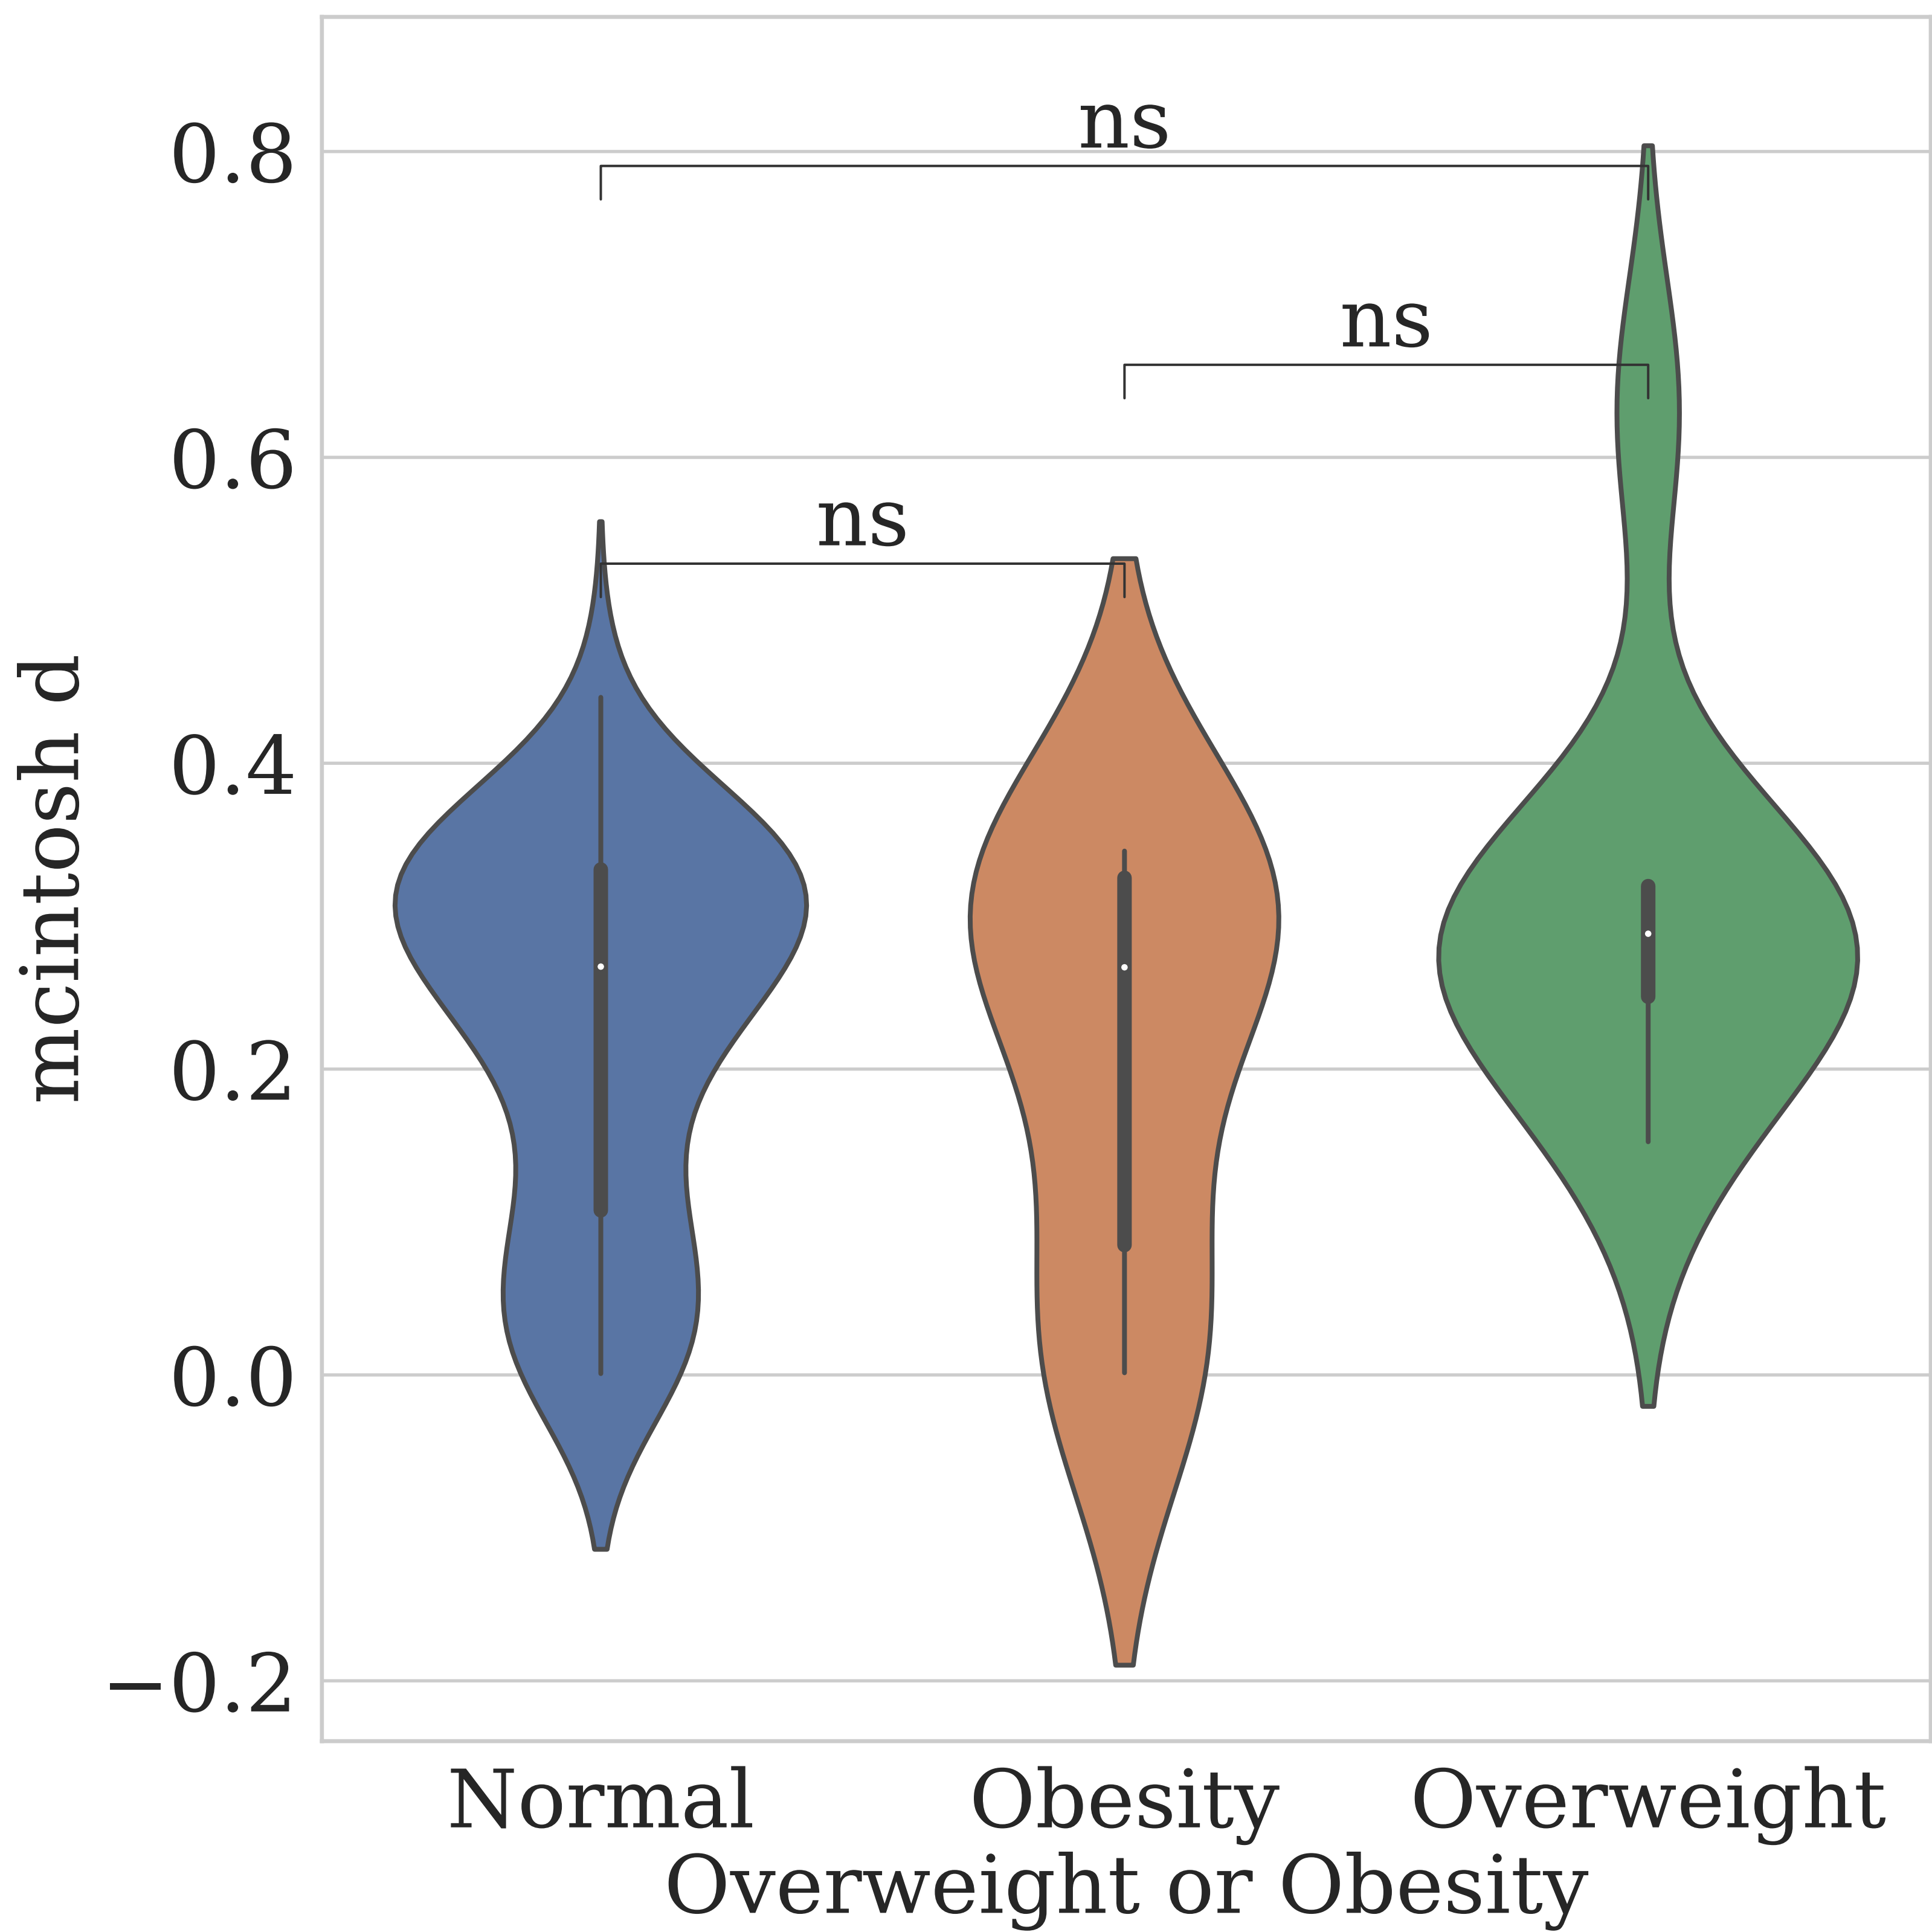 ns
0.8
ns
0.6
ns
0.4
0.2
0.0
−0.2
mcintosh d
Normal Obesity Overweight
Overweight or Obesity